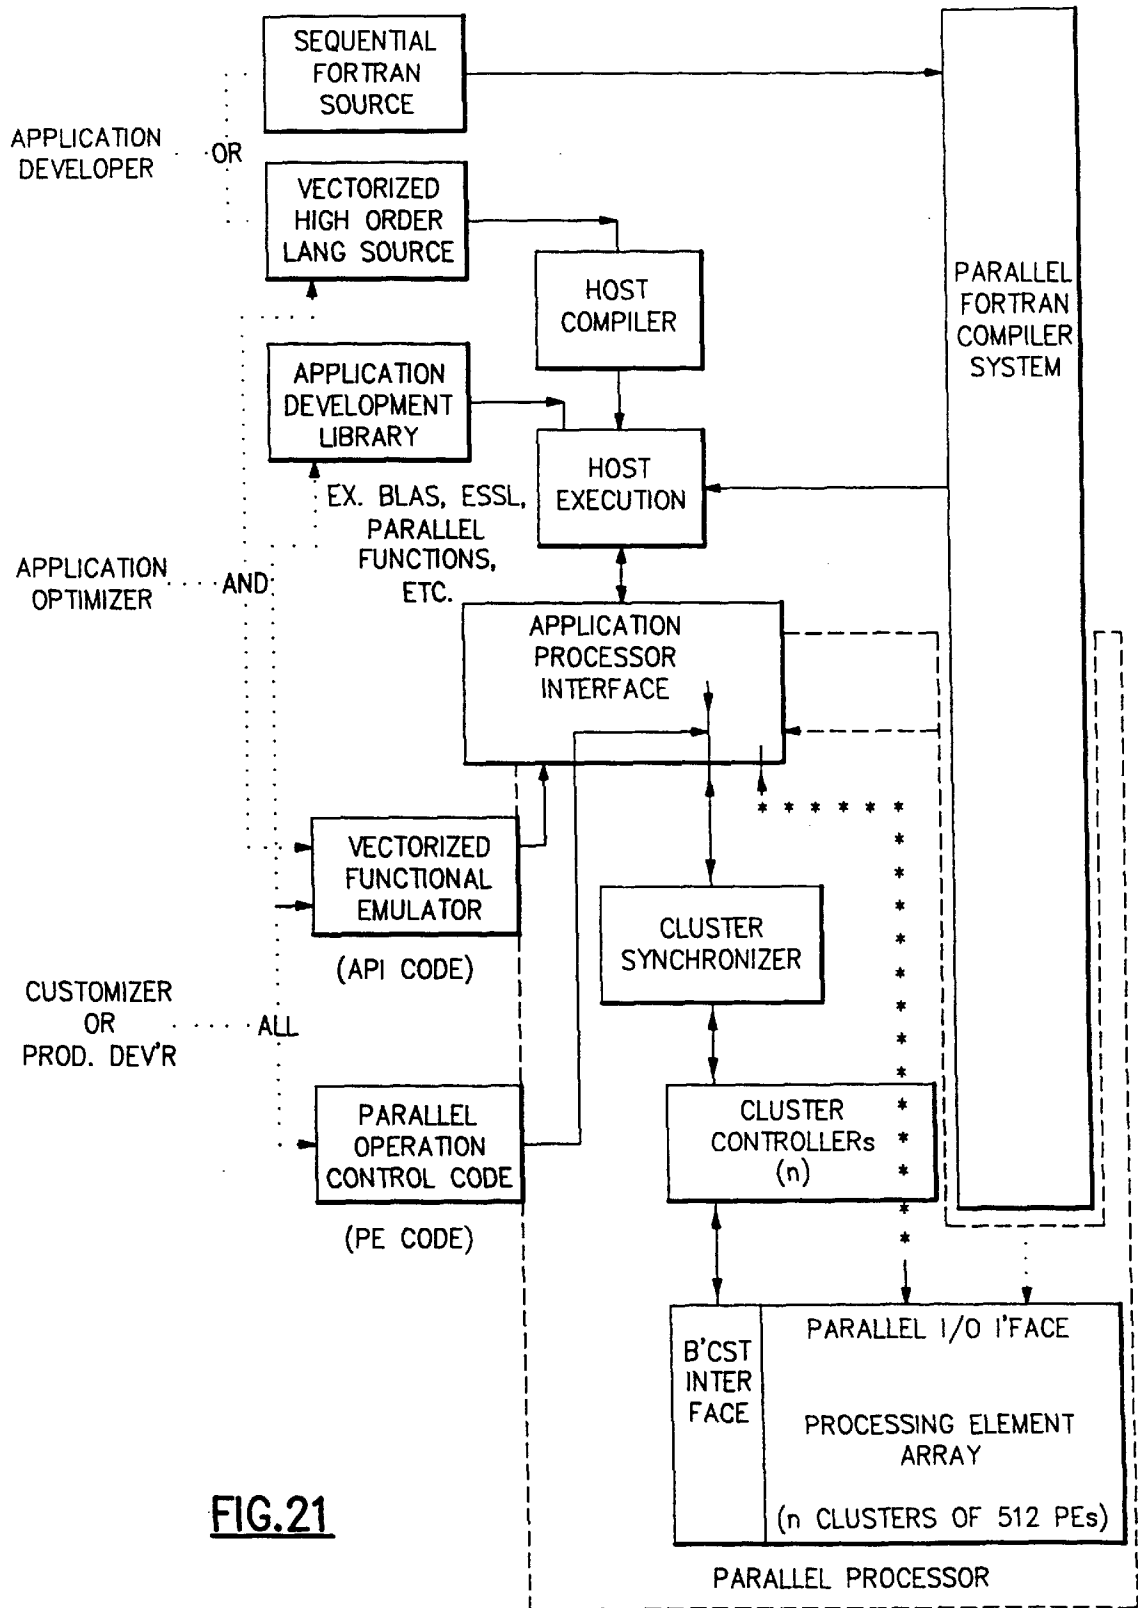 SEQUENTIAL
FORTRAN
SOURCE
APPLICATION
DEVELOPER
OR
VECTORIZED
HIGH ORDER
LANG SOURCE
HOST
COMPILER
PARALLEL
FORTRAN
COMPILER
SYSTEM
APPLICATION
DEVELOPMENT
LIBRARY
HOST
EXECUTION
EX. BLAS, ESSL,
PARALLEL
FUNCTIONS,
ETC.
APPLICATION
OPTIMIZER
AND
APPLICATION
PROCESSOR
INTERFACE
VECTORIZED
FUNCTIONAL
EMULATOR
(API CODE)
CLUSTER
SYNCHRONIZER
CUSTOMIZER
OR
PROD. DEV'R
ALL
PARALLEL
OPERATION
CONTROL CODE
(PE CODE)
CLUSTER
CONTROLLERs
(n)
B'CST
INTER
FACE
PARALLEL I/O I'FACE
PROCESSING ELEMENT
ARRAY
(n CLUSTERS OF 512 PEs)
PARALLEL PROCESSOR
FIG.21